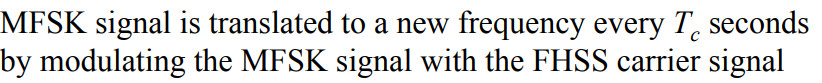 MFSK signal is translated to a new frequency every T_c seconds
by modulating the MFSK signal with the FHSS carrier signal